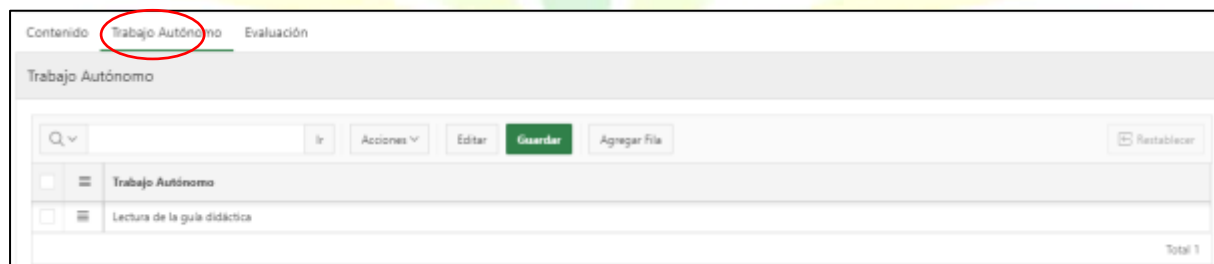 Contenido Trabajo Autónomo Evaluación
Trabajo Autónomo
Ir Acciones Editar Guardar Agregar Fila Restablecer
Trabajo Autónomo
Lectura de la guía didáctica
Total 1